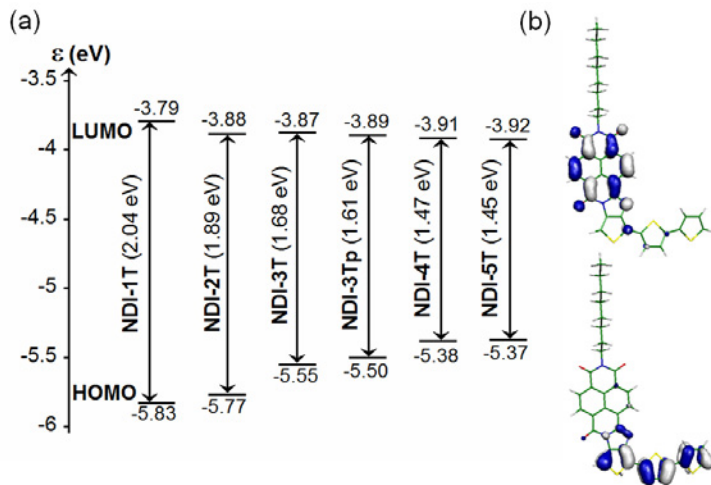 (a)
(b)
ε (eV)
-3.5
-4
-4.5
-5
-5.5
-6
LUMO
HOMO
-3.79
-3.88
-3.87
-3.89
-3.91
-3.92
NDI-1T (2.04 eV)
NDI-2T (1.89 eV)
NDI-3T (1.68 eV)
NDI-3Tp (1.61 eV)
NDI-4T (1.47 eV)
NDI-5T (1.45 eV)
-5.83
-5.77
-5.55
-5.50
-5.38
-5.37